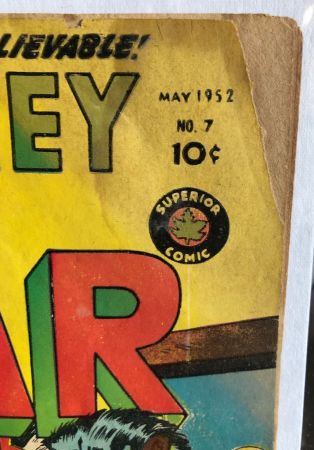 LIEVABLE!
EY
MAY 1952
NO. 7
10¢
SUPERIOR
COMIC
AR